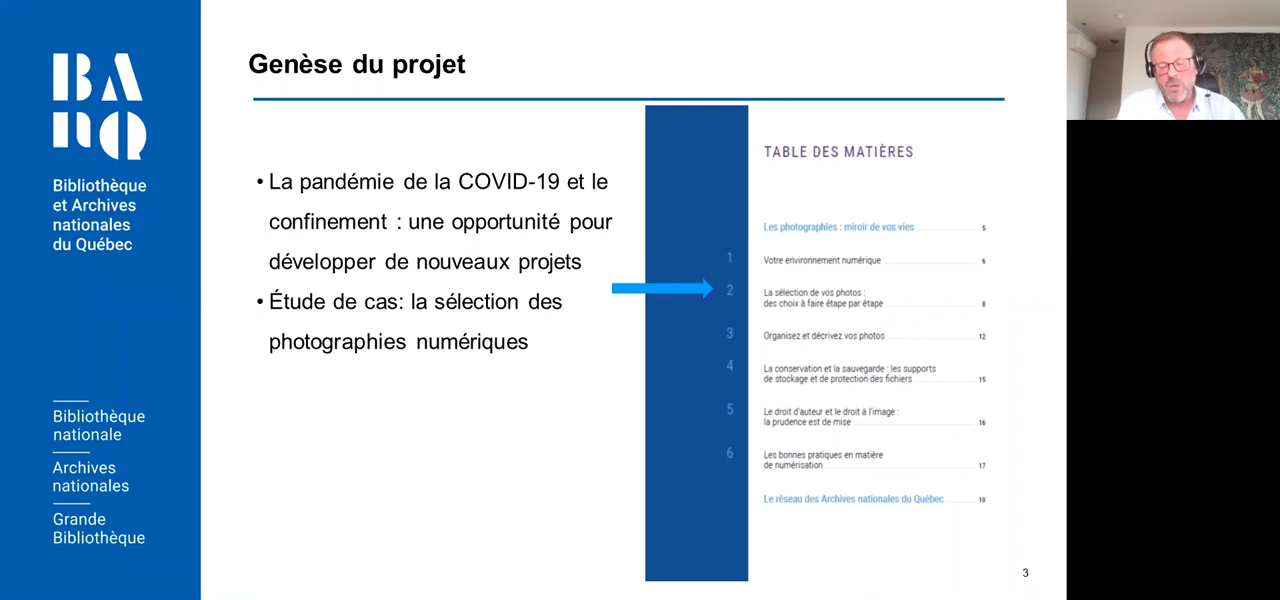 BAnQ
Bibliothèque
et Archives
nationales
du Québec
Bibliothèque
nationale
Archives
nationales
Grande
Bibliothèque
Genèse du projet
• La pandémie de la COVID-19 et le
confinement : une opportunité pour
développer de nouveaux projets
• Étude de cas: la sélection des
photographies numériques
TABLE DES MATIÈRES
Les photographies : miroir de vos vies 5
1 Votre environnement numérique 6
2 La sélection de vos photos :
des choix à faire étape par étape 8
3 Organisez et décrivez vos photos 12
4 La conservation et la sauvegarde : les supports
de stockage et de protection des fichiers 15
5 Le droit d'auteur et le droit à l'image :
la prudence est de mise 16
6 Les bonnes pratiques en matière
de numérisation 17
Le réseau des Archives nationales du Québec 19
3